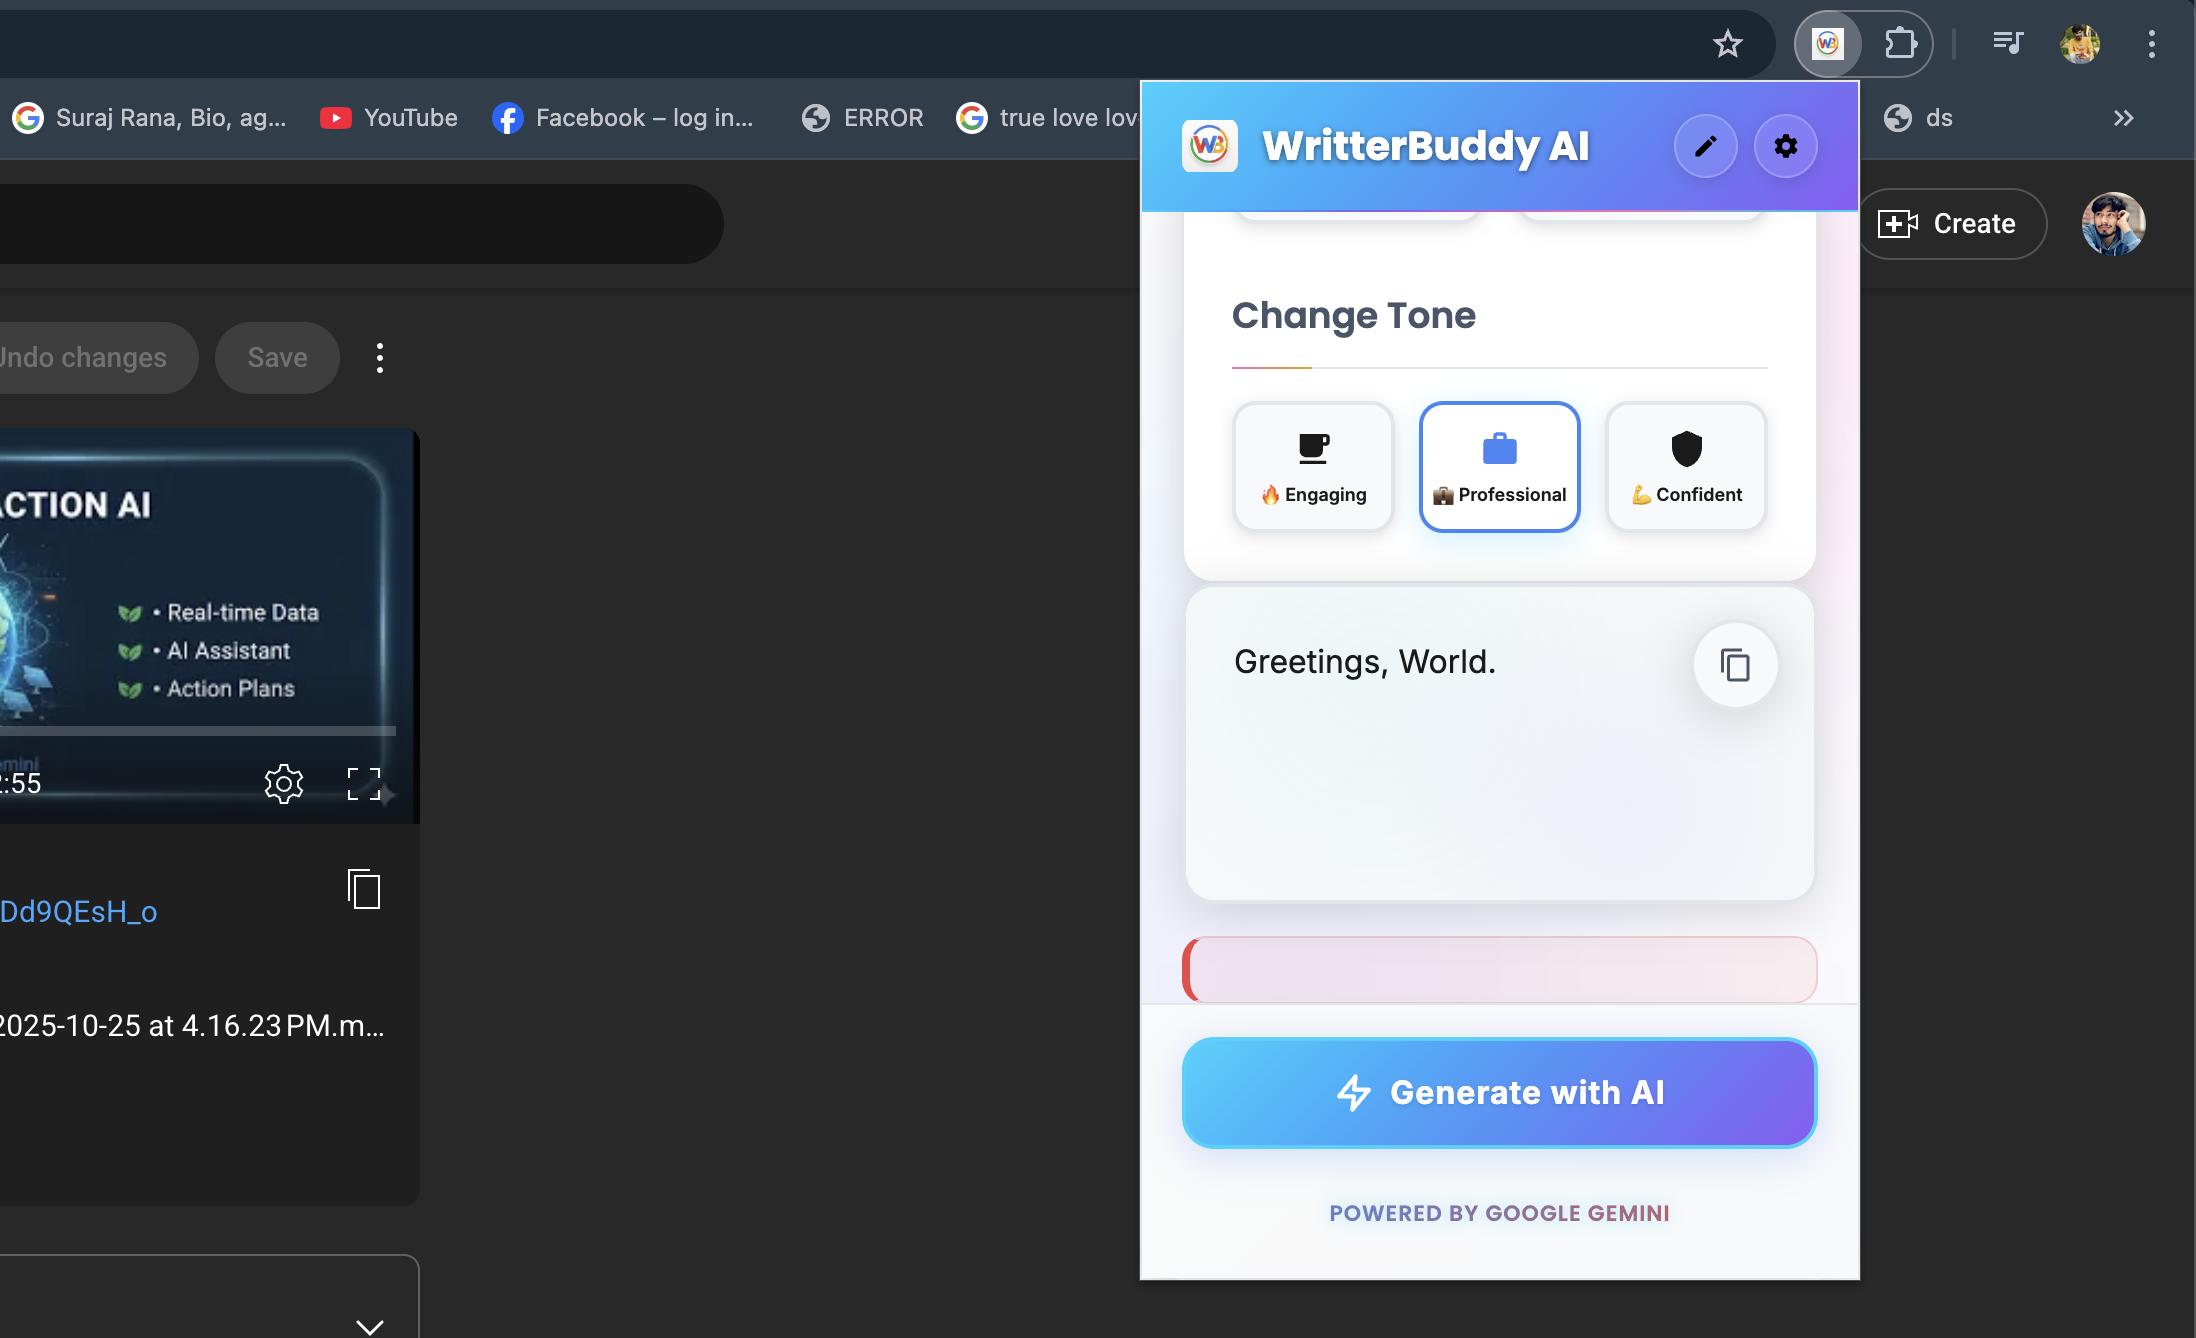 Suraj Rana, Bio, ag...
YouTube
Facebook – log in...
ERROR
true love lov
ds
WritterBuddy AI
Create
Undo changes
Save
Change Tone
🔥 Engaging
💼 Professional
💪 Confident
ACTION AI
• Real-time Data
• AI Assistant
• Action Plans
2:55
Greetings, World.
Dd9QEsH_o
2025-10-25 at 4.16.23 PM.m...
Generate with AI
POWERED BY GOOGLE GEMINI